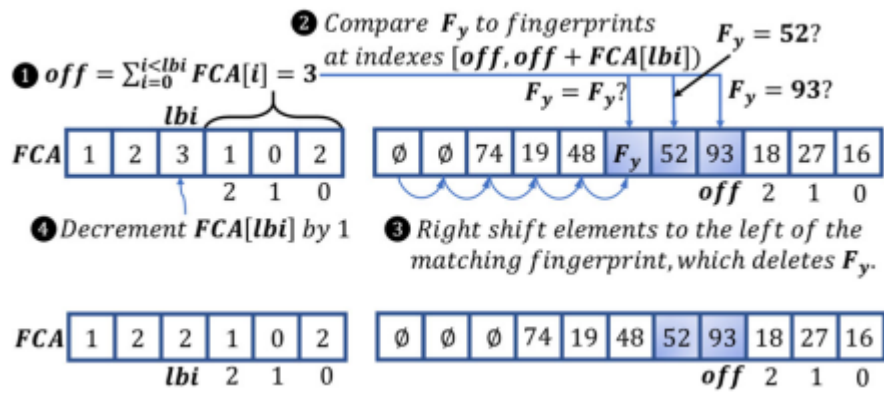 ❷ Compare F_y to fingerprints
at indexes [off, off + FCA[lbi])
F_y = 52?
❶ off = ∑_{i=0}^{i<lbi} FCA[i] = 3
F_y = F_y?
F_y = 93?
lbi
FCA 1 2 3 1 0 2
∅ ∅ 74 19 48 F_y 52 93 18 27 16
2 1 0
off 2 1 0
❹ Decrement FCA[lbi] by 1
❸ Right shift elements to the left of the
matching fingerprint, which deletes F_y.
FCA 1 2 2 1 0 2
∅ ∅ ∅ 74 19 48 52 93 18 27 16
lbi 2 1 0
off 2 1 0